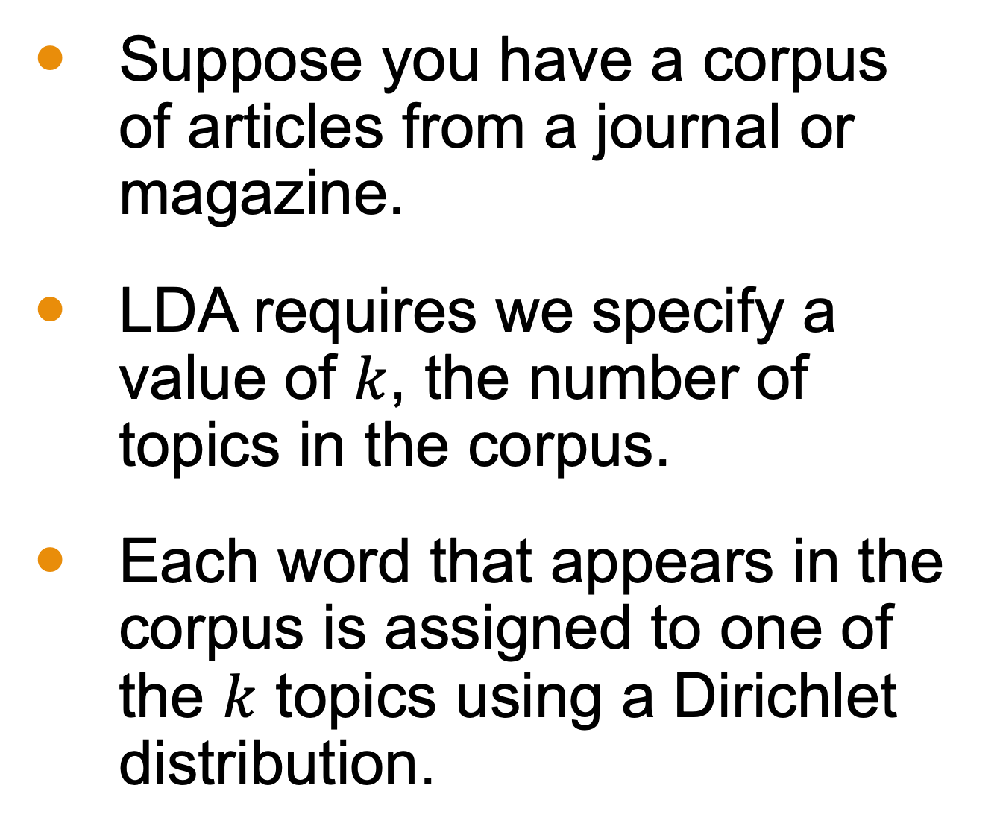 • Suppose you have a corpus
of articles from a journal or
magazine.
• LDA requires we specify a
value of k, the number of
topics in the corpus.
• Each word that appears in the
corpus is assigned to one of
the k topics using a Dirichlet
distribution.